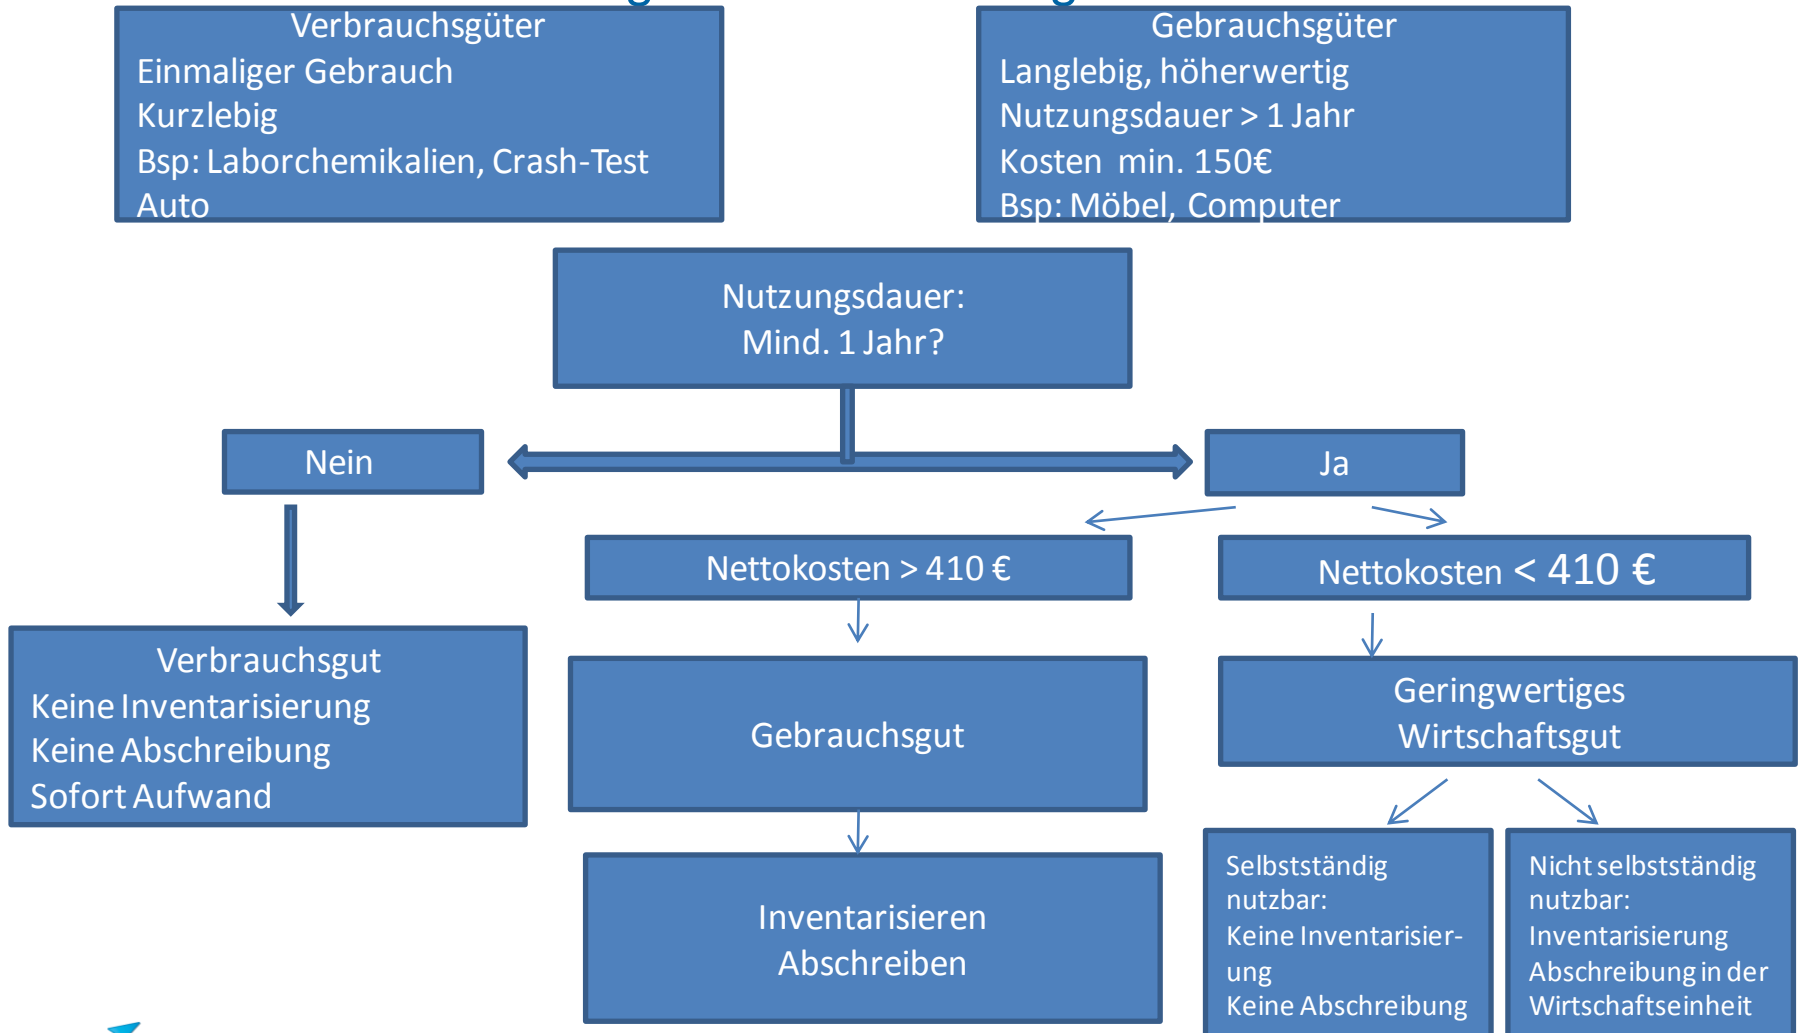 Verbrauchsgüter
Einmaliger Gebrauch
Kurzlebig
Bsp: Laborchemikalien, Crash-Test
Auto
Gebrauchsgüter
Langlebig, höherwertig
Nutzungsdauer > 1 Jahr
Kosten min. 150€
Bsp: Möbel, Computer
Nutzungsdauer:
Mind. 1 Jahr?
Nein
Ja
Nettokosten > 410 €
Nettokosten < 410 €
Verbrauchsgut
Keine Inventarisierung
Keine Abschreibung
Sofort Aufwand
Gebrauchsgut
Geringwertiges
Wirtschaftsgut
Inventarisieren
Abschreiben
Selbstständig
nutzbar:
Keine Inventarisier-
ung
Keine Abschreibung
Nicht selbstständig
nutzbar:
Inventarisierung
Abschreibung in der
Wirtschaftseinheit